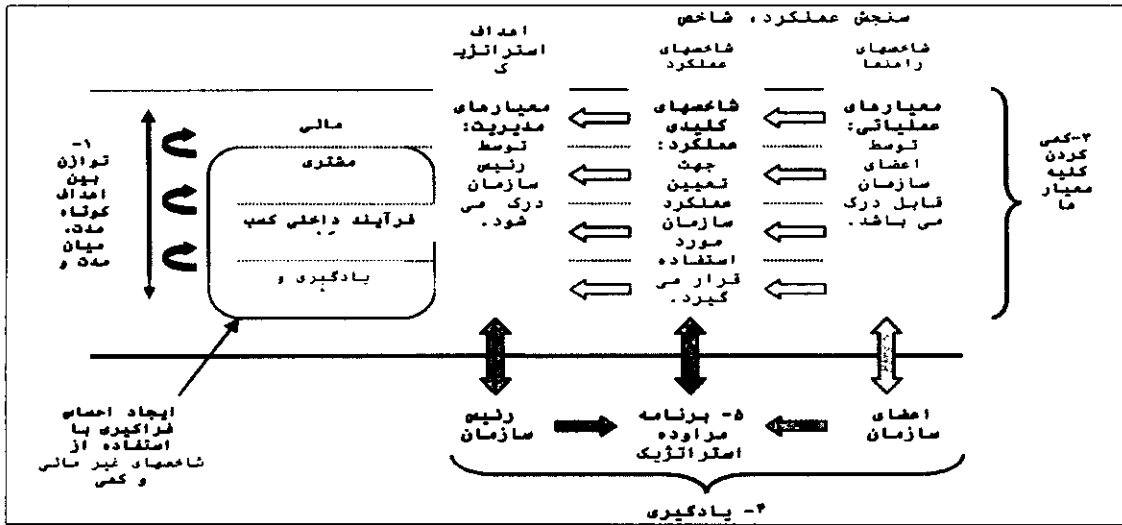 سنجش عملکرد، شاخص
شاخصهای
راهنما
شاخصهای
عملکرد
اهداف
استراتژی
ک
معیارهای
عملیاتی:
توسط
اعضای
سازمان
قابل درک
می باشد.
شاخصهای
کلیدی
عملکرد:
جهت
تعیین
عملکرد
سازمان
مورد
استفاده
قرار می
گیرد.
معیارهای
مدیریت:
توسط
رئیس
سازمان
درک می
شود.
مالی
مشتری
فرآیند داخلی کسب
یادگیری و
۱-
توازن
بین
اهداف
کوتاه
مدت،
میان
مدت و
کمی
کردن
کلیه
معیار
ها
اعضای
سازمان
۵- برنامه
مراوده
استراتژیک
رئیس
سازمان
ایجاد احساس
فراگیری با
استفاده از
شاخصهای غیر مالی
و کمی
۴- یادگیری